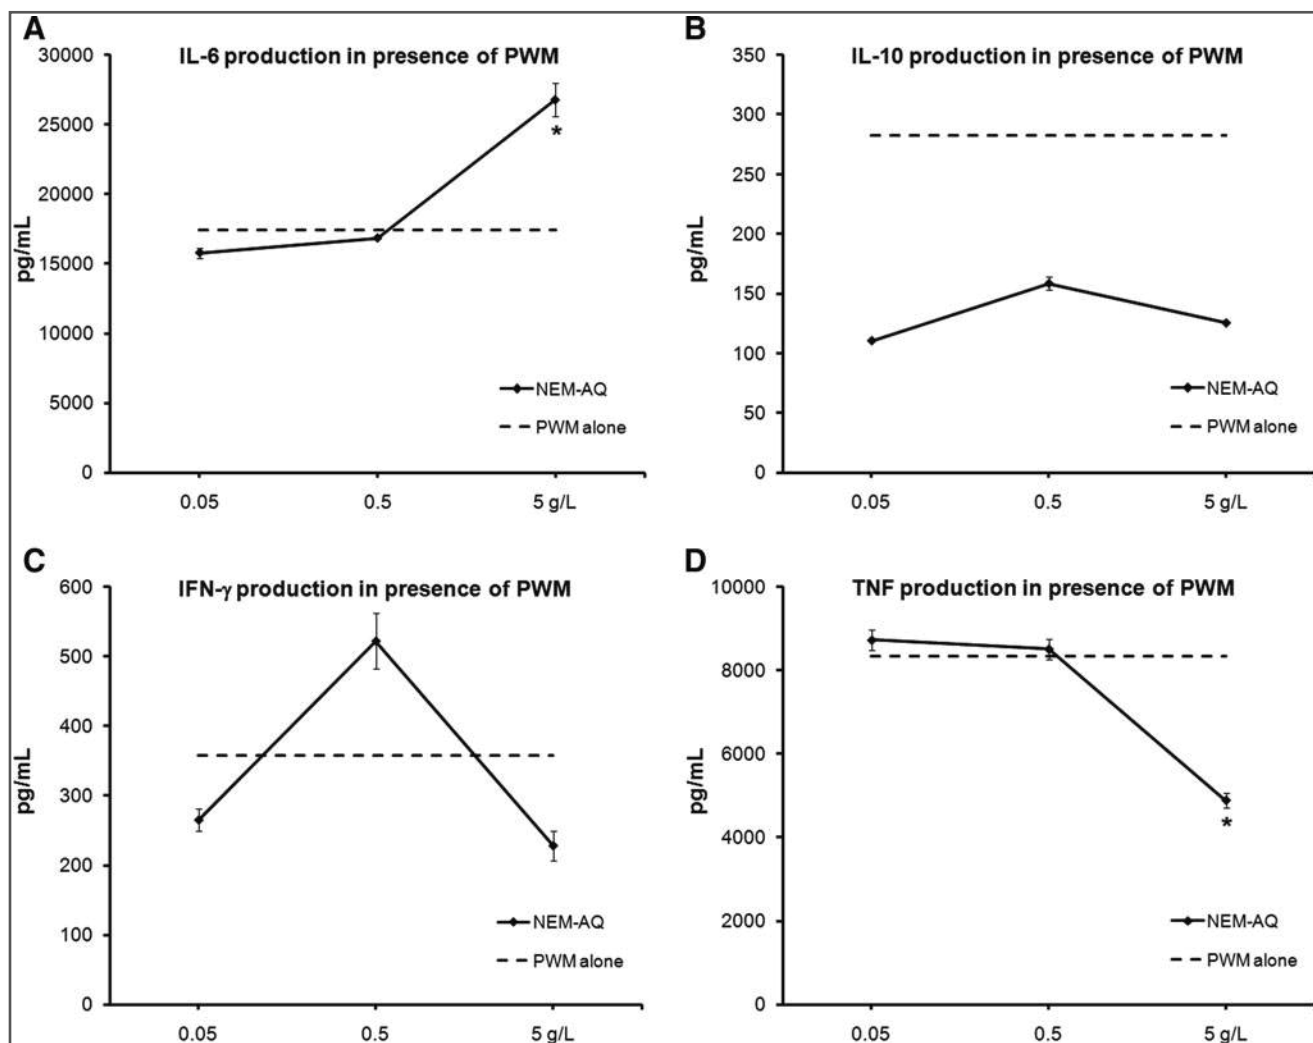 A
IL-6 production in presence of PWM
30000
25000
20000
15000
10000
5000
0
pg/mL
*
NEM-AQ
PWM alone
0.05 0.5 5 g/L
B
IL-10 production in presence of PWM
350
300
250
200
150
100
50
0
pg/mL
NEM-AQ
PWM alone
0.05 0.5 5 g/L
C
IFN-γ production in presence of PWM
600
500
400
300
200
100
0
pg/mL
NEM-AQ
PWM alone
0.05 0.5 5 g/L
D
TNF production in presence of PWM
10000
8000
6000
4000
2000
0
pg/mL
*
NEM-AQ
PWM alone
0.05 0.5 5 g/L